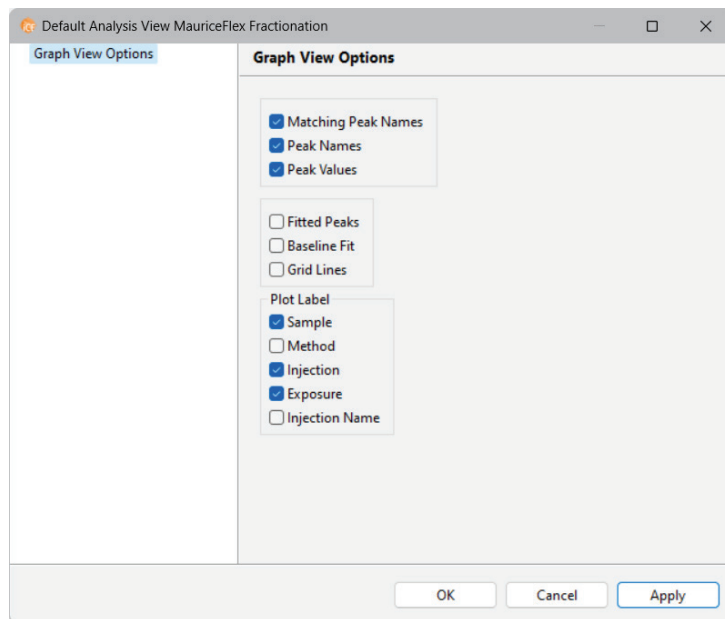 Default Analysis View MauriceFlex Fractionation
Graph View Options
Graph View Options
Matching Peak Names
Peak Names
Peak Values
Fitted Peaks
Baseline Fit
Grid Lines
Plot Label
Sample
Method
Injection
Exposure
Injection Name
OK
Cancel
Apply